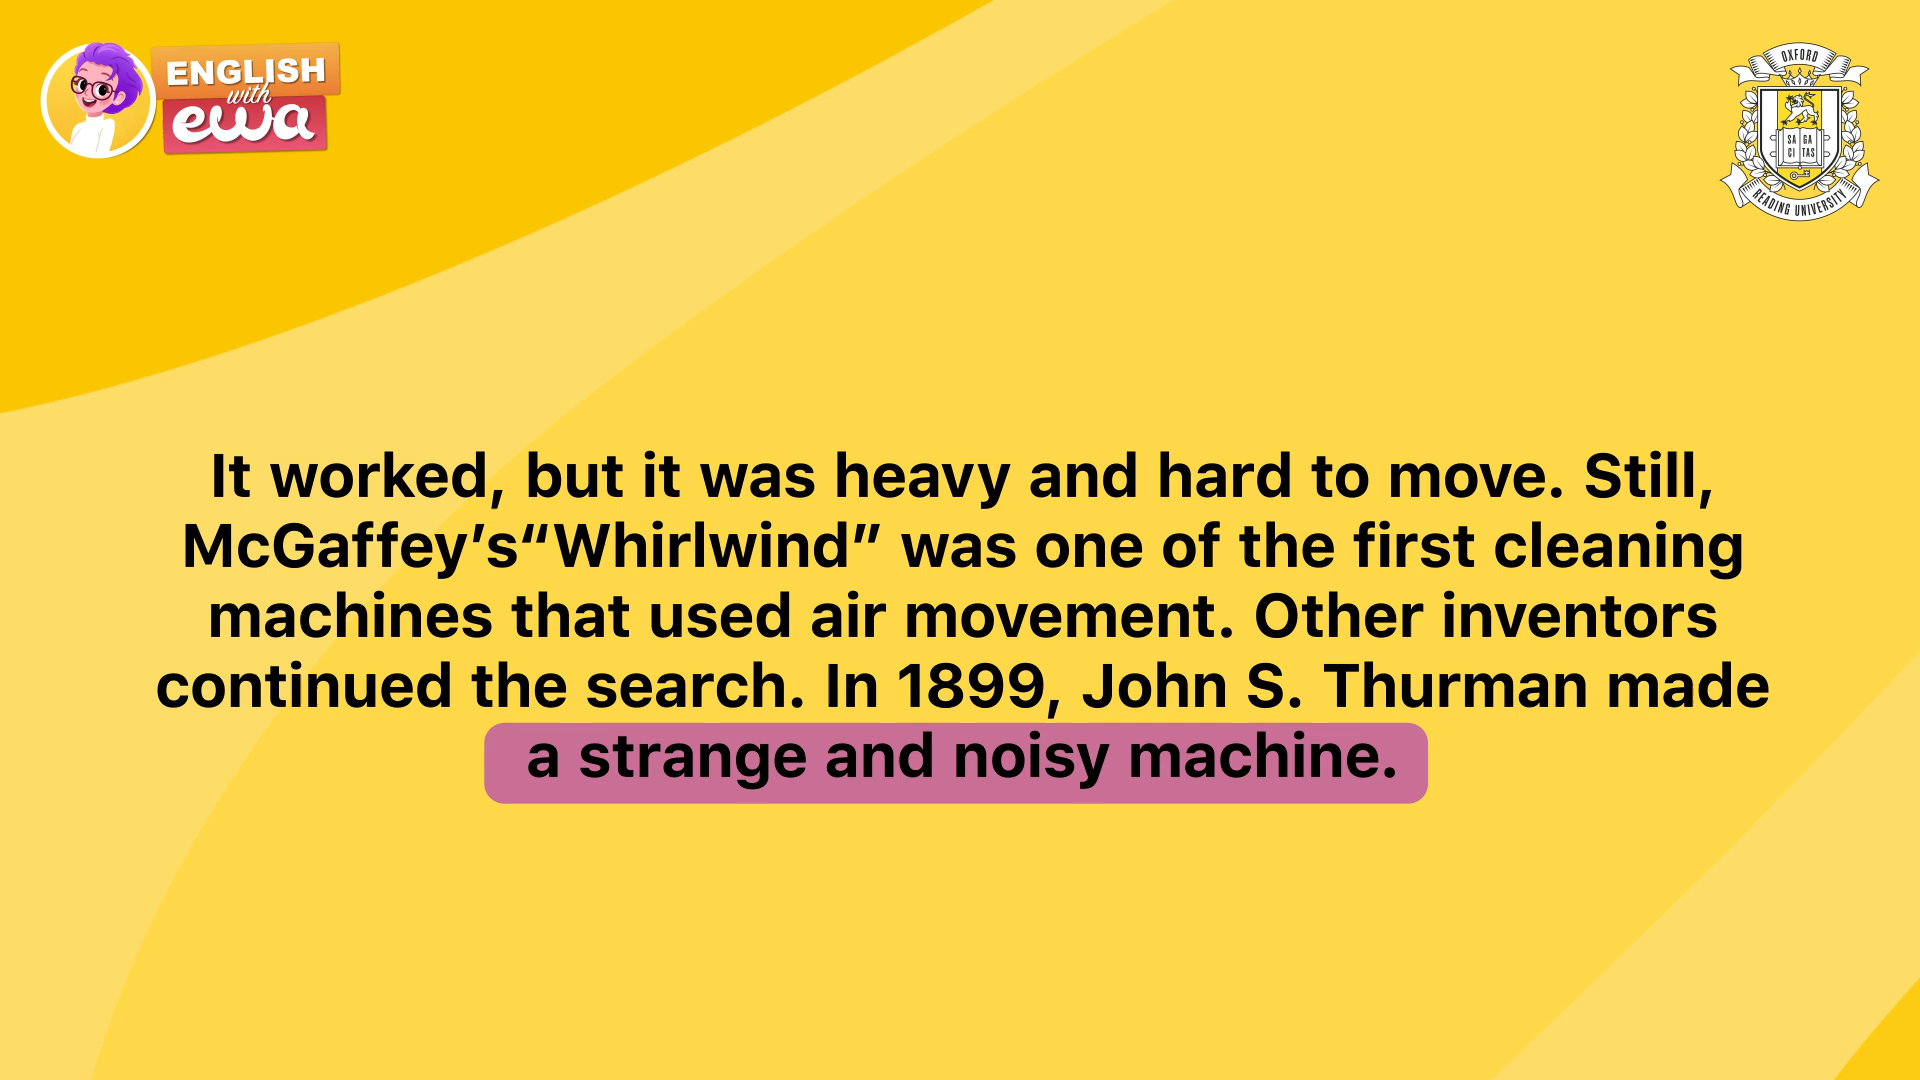 ENGLISH
with
ewa
OXFORD
SA GA
CI TAS
READING UNIVERSITY
It worked, but it was heavy and hard to move. Still,
McGaffey’s“Whirlwind” was one of the first cleaning
machines that used air movement. Other inventors
continued the search. In 1899, John S. Thurman made
a strange and noisy machine.